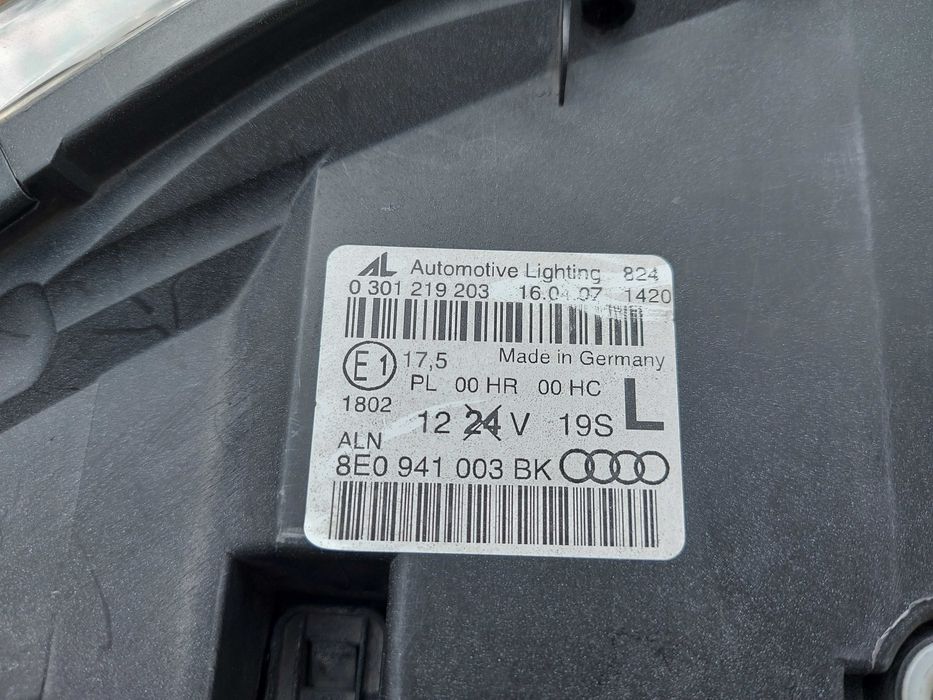 AL Automotive Lighting 824
0 301 219 203 16.04.07 1420
E1 17,5 Made in Germany
PL 00 HR 00 HC L
1802
12 24 V 19S
ALN
8E0 941 003 BK